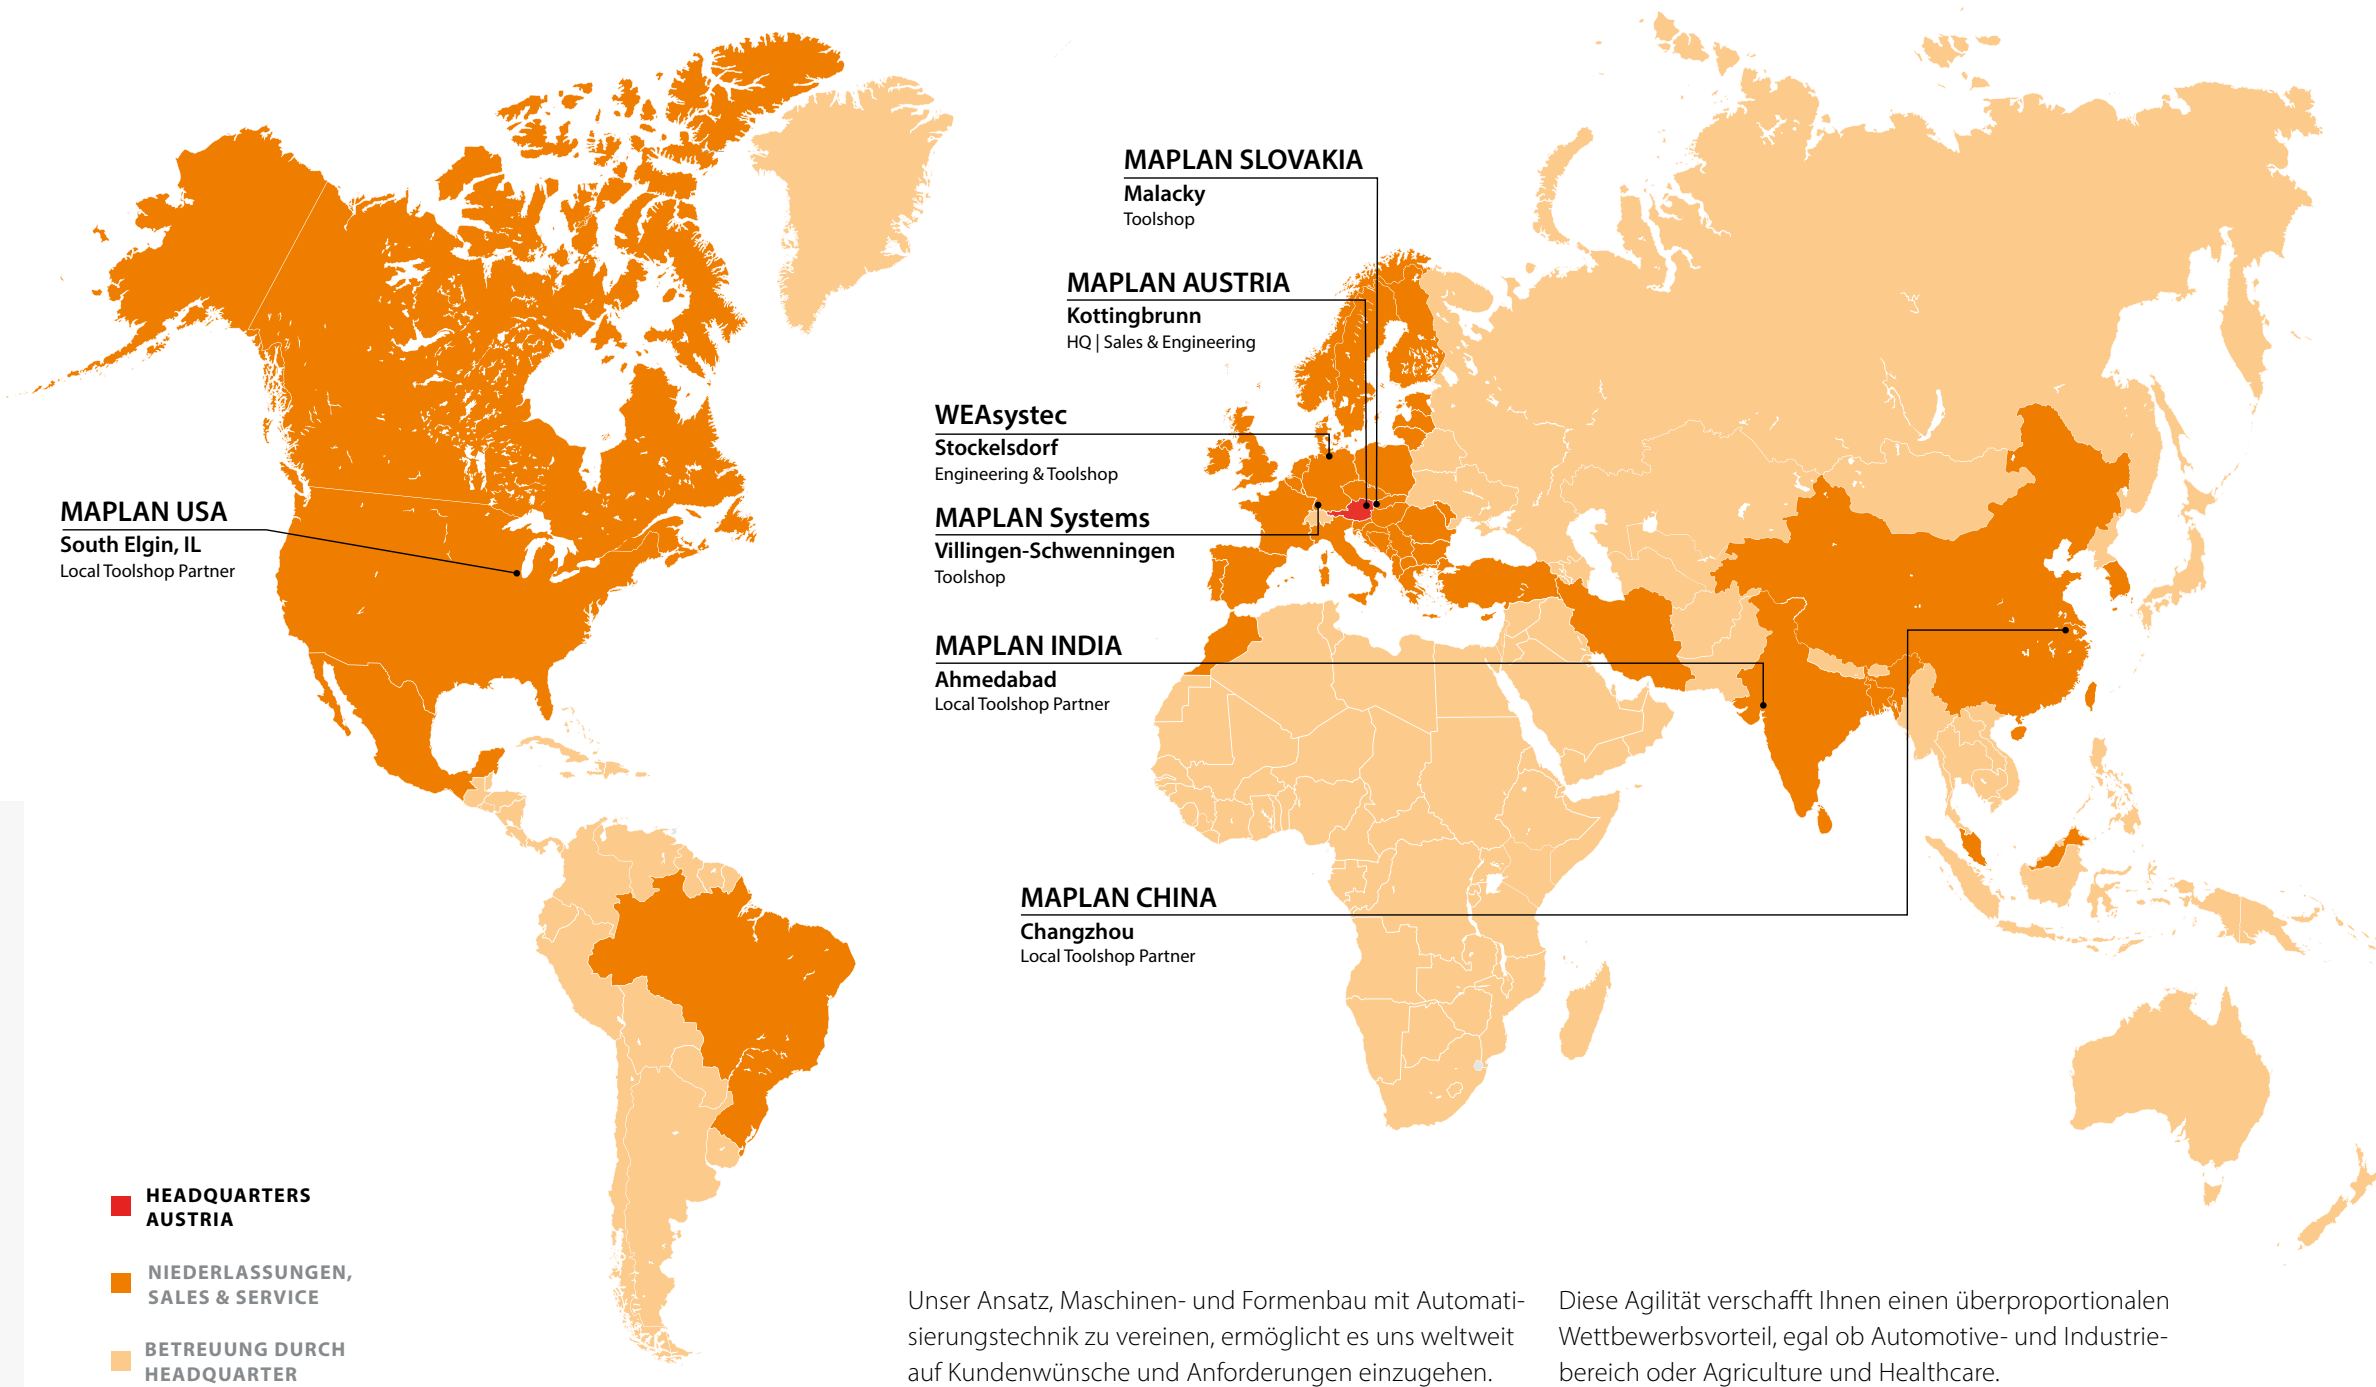 MAPLAN SLOVAKIA
Malacky
Toolshop
MAPLAN AUSTRIA
Kottingbrunn
HQ | Sales & Engineering
WEAsystec
Stockelsdorf
Engineering & Toolshop
MAPLAN Systems
Villingen-Schwenningen
Toolshop
MAPLAN USA
South Elgin, IL
Local Toolshop Partner
MAPLAN INDIA
Ahmedabad
Local Toolshop Partner
MAPLAN CHINA
Changzhou
Local Toolshop Partner
HEADQUARTERS
AUSTRIA
NIEDERLASSUNGEN,
SALES & SERVICE
BETREUUNG DURCH
HEADQUARTER
Unser Ansatz, Maschinen- und Formenbau mit Automati-
sierungstechnik zu vereinen, ermöglicht es uns weltweit
auf Kundenwünsche und Anforderungen einzugehen.
Diese Agilität verschafft Ihnen einen überproportionalen
Wettbewerbsvorteil, egal ob Automotive- und Industrie-
bereich oder Agriculture und Healthcare.